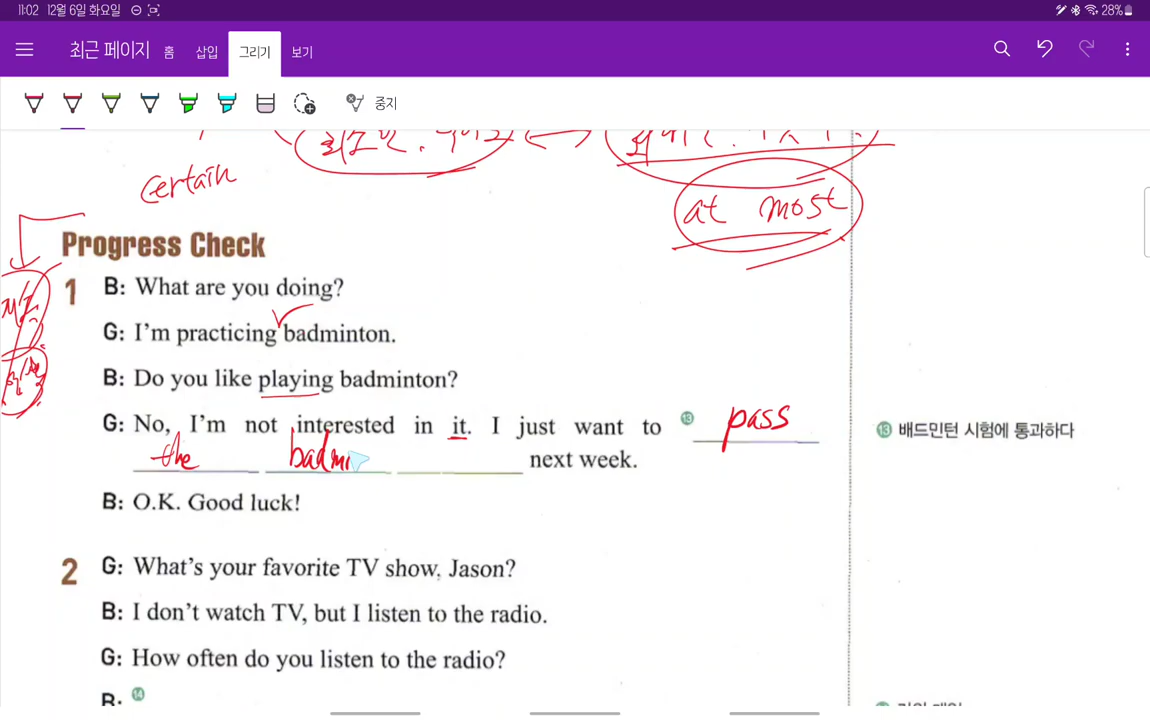 11:02 12월 6일 화요일 28%
최근 페이지 홈 삽입 그리기 보기
중지
certain
at most
Progress Check
1 B: What are you doing?
G: I'm practicing badminton.
B: Do you like playing badminton?
G: No, I'm not interested in it. I just want to ⑬ pass
the badmi next week.
⑬ 배드민턴 시험에 통과하다
B: O.K. Good luck!
2 G: What's your favorite TV show, Jason?
B: I don't watch TV, but I listen to the radio.
G: How often do you listen to the radio?
B: ⑭